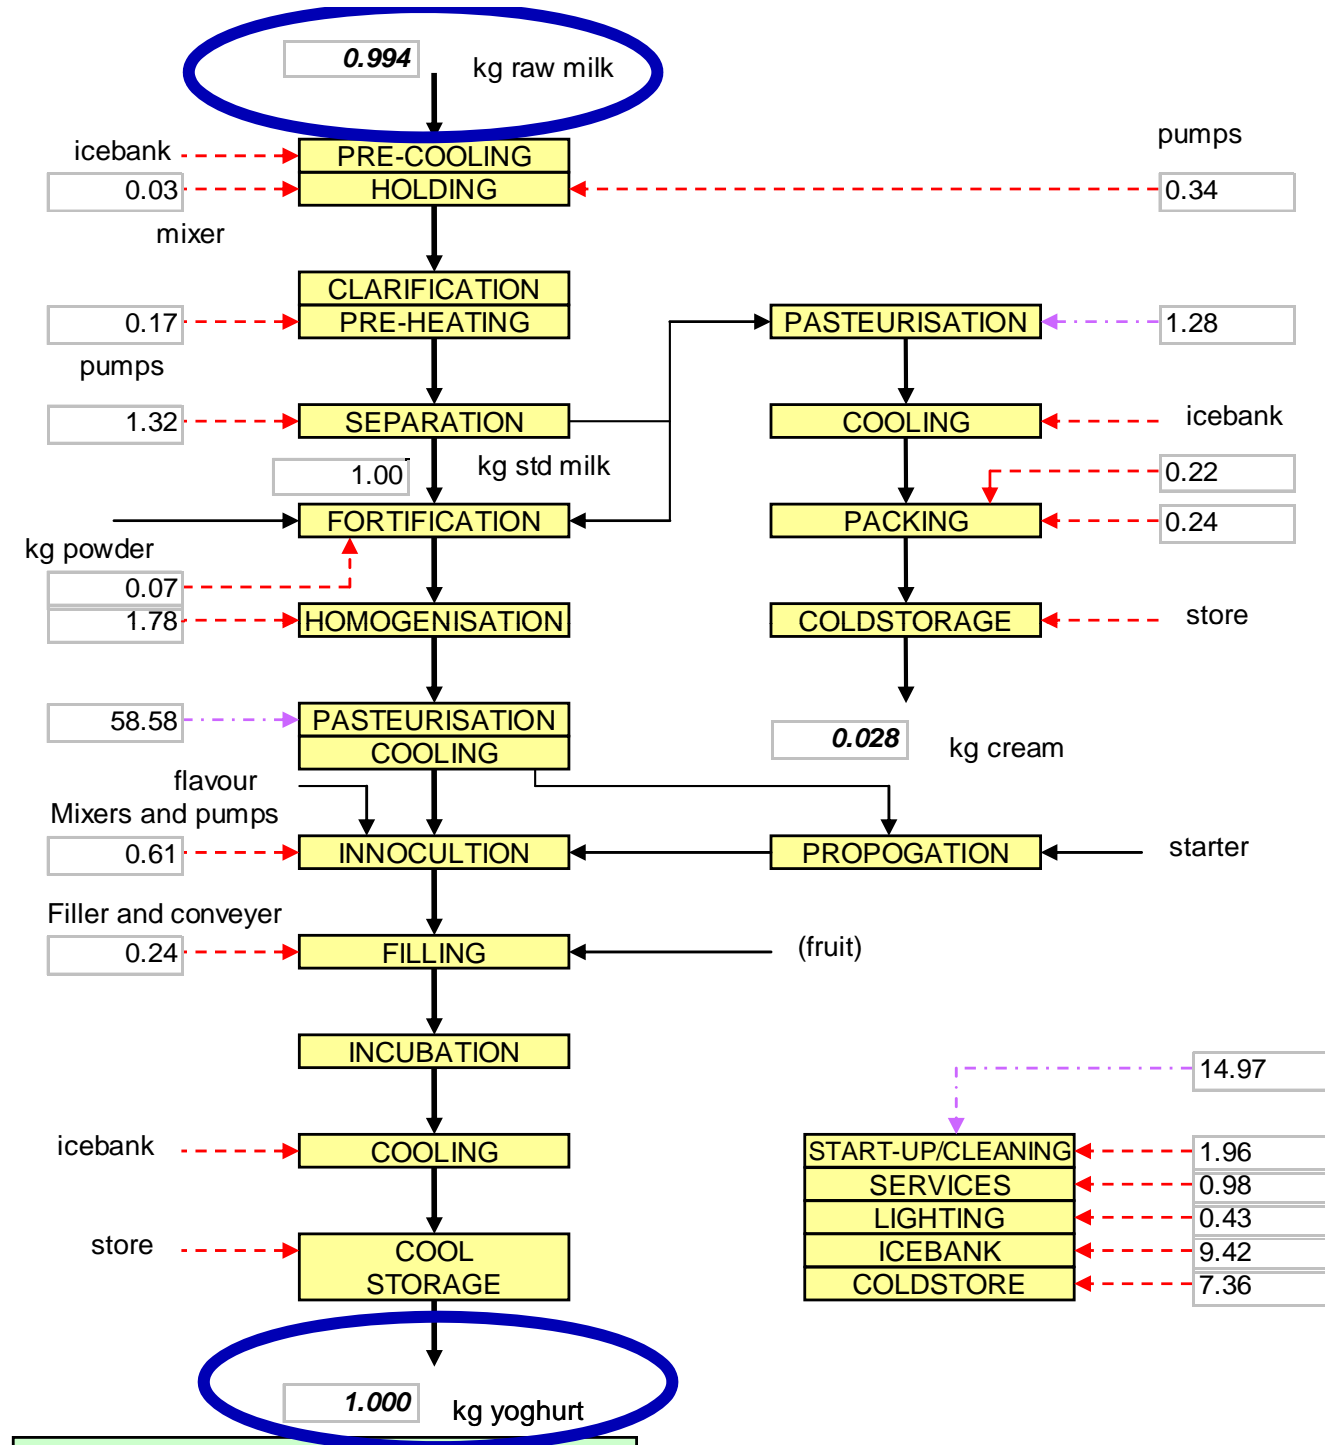 0.994
kg raw milk
pumps
icebank
PRE-COOLING
0.03
HOLDING
0.34
mixer
CLARIFICATION
0.17
PRE-HEATING
PASTEURISATION
1.28
pumps
1.32
SEPARATION
COOLING
icebank
1.00
kg std milk
0.22
FORTIFICATION
PACKING
0.24
kg powder
0.07
1.78
HOMOGENISATION
COLDSTORAGE
store
58.58
PASTEURISATION
COOLING
0.028
kg cream
flavour
Mixers and pumps
0.61
INNOCULTION
PROPOGATION
starter
Filler and conveyer
0.24
FILLING
(fruit)
INCUBATION
14.97
icebank
COOLING
START-UP/CLEANING
1.96
SERVICES
0.98
LIGHTING
0.43
store
COOL
STORAGE
ICEBANK
9.42
COLDSTORE
7.36
1.000
kg yoghurt